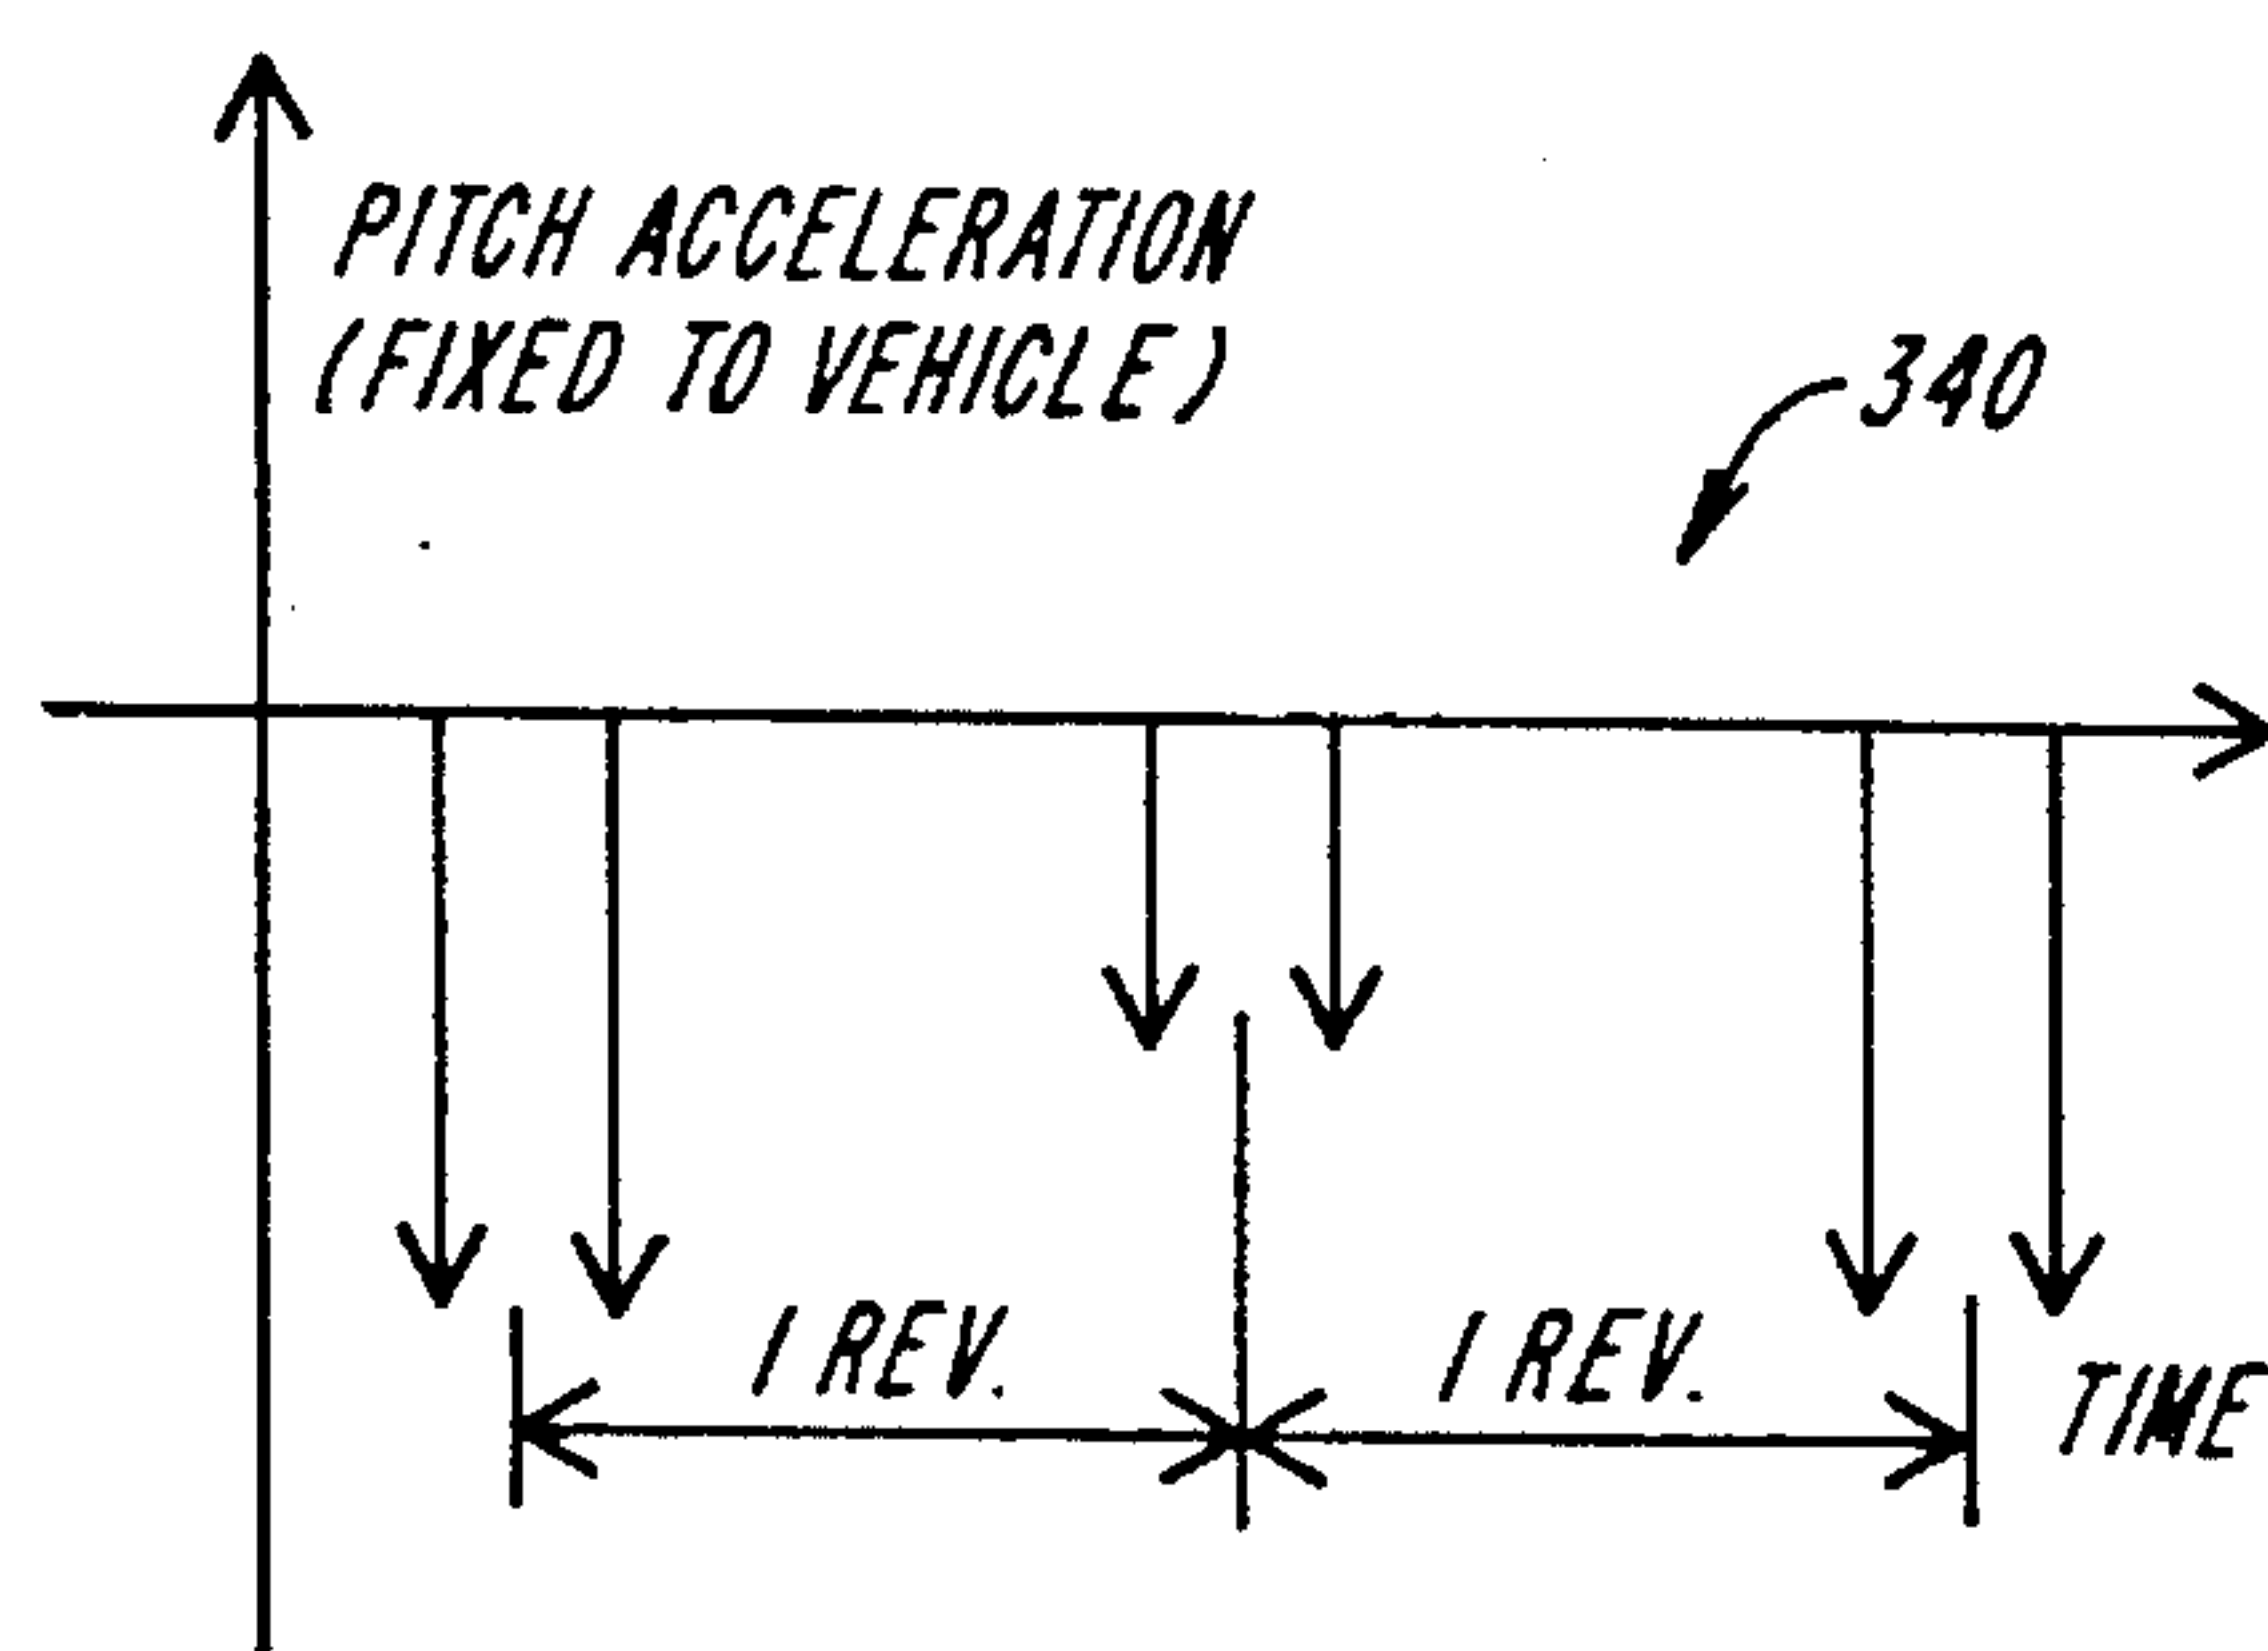 PITCH ACCELERATION
(FIXED TO VEHICLE)
340
1 REV.
1 REV.
TIME